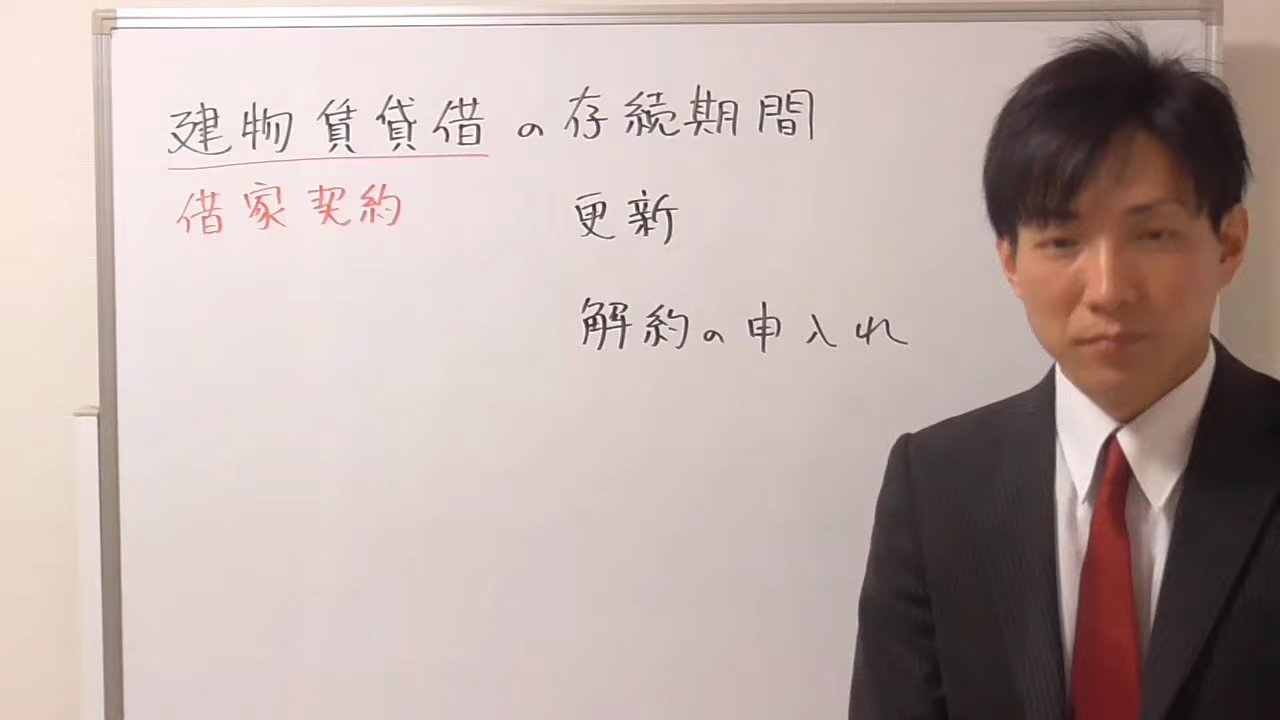 建物賃貸借の存続期間
借家契約
更新
解約の申入れ